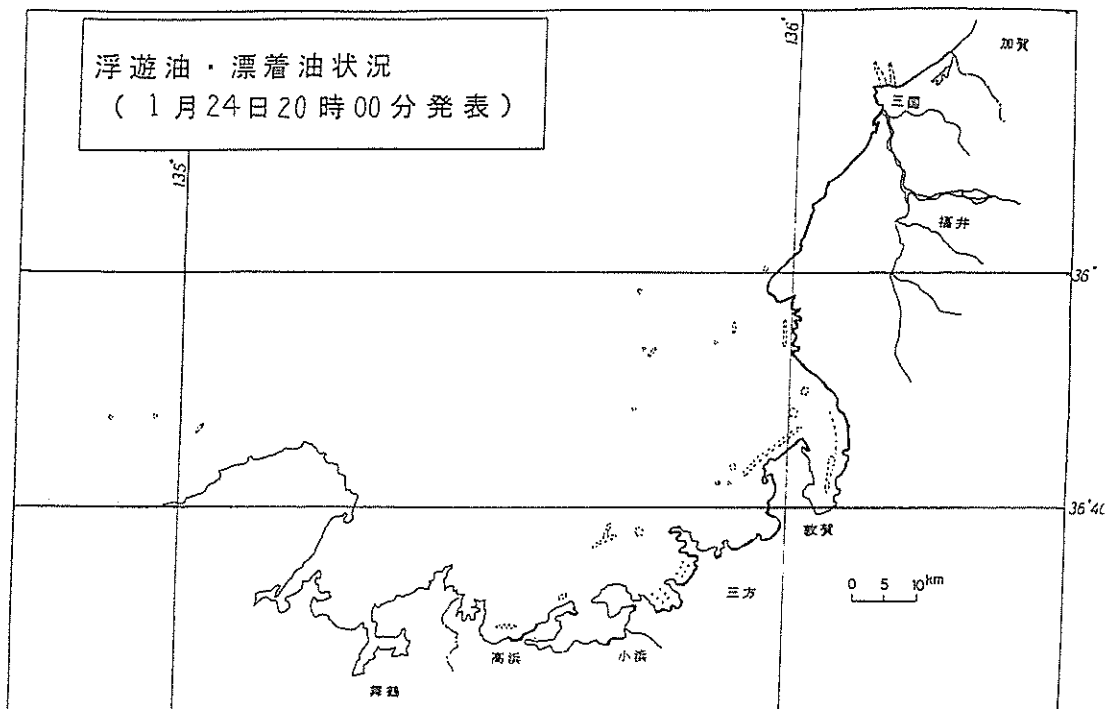 浮遊油・漂着油状況
(1月24日20時00分発表)
135°
136°
加賀
三国
福井
36°
36°40
敦賀
三方
0 5 10km
高浜
小浜
舞鶴